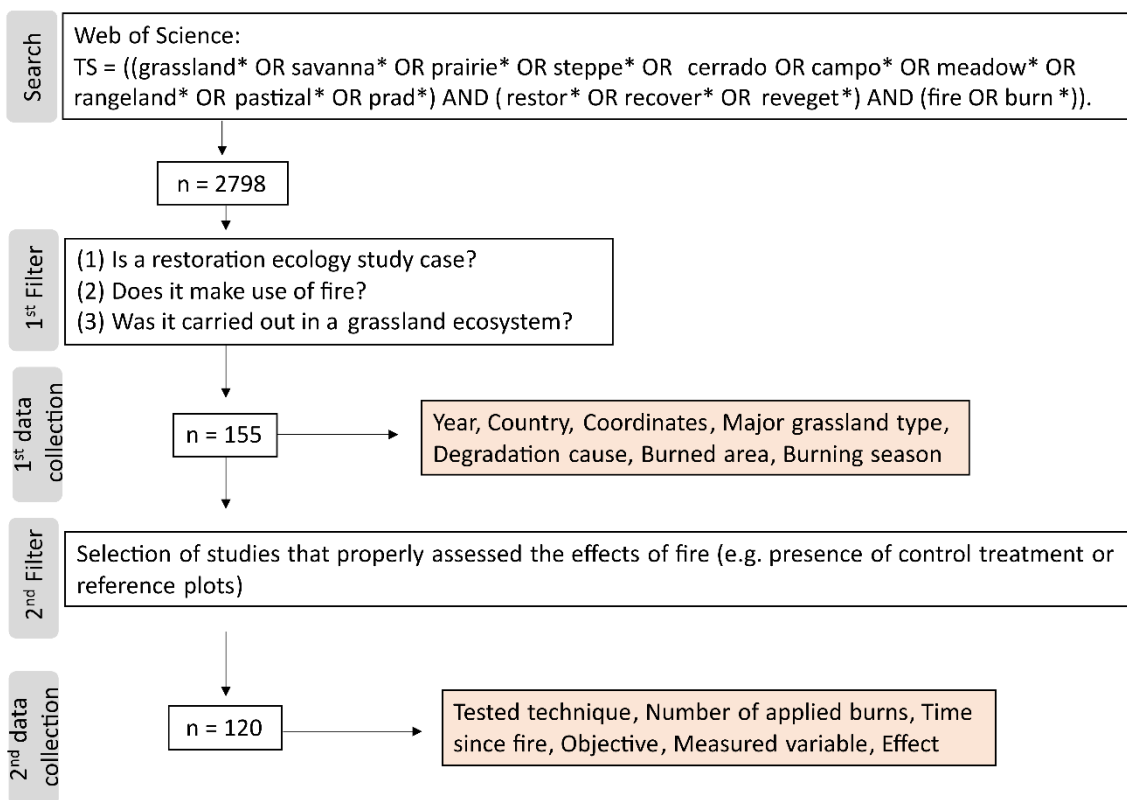 Search
Web of Science:
TS = ((grassland* OR savanna* OR prairie* OR steppe* OR cerrado OR campo* OR meadow* OR
rangeland* OR pastizal* OR prad*) AND (restor* OR recover* OR reveget*) AND (fire OR burn*)).
n = 2798
1st Filter
(1) Is a restoration ecology study case?
(2) Does it make use of fire?
(3) Was it carried out in a grassland ecosystem?
1st data
collection
n = 155
Year, Country, Coordinates, Major grassland type,
Degradation cause, Burned area, Burning season
2nd Filter
Selection of studies that properly assessed the effects of fire (e.g. presence of control treatment or
reference plots)
2nd data
collection
n = 120
Tested technique, Number of applied burns, Time
since fire, Objective, Measured variable, Effect